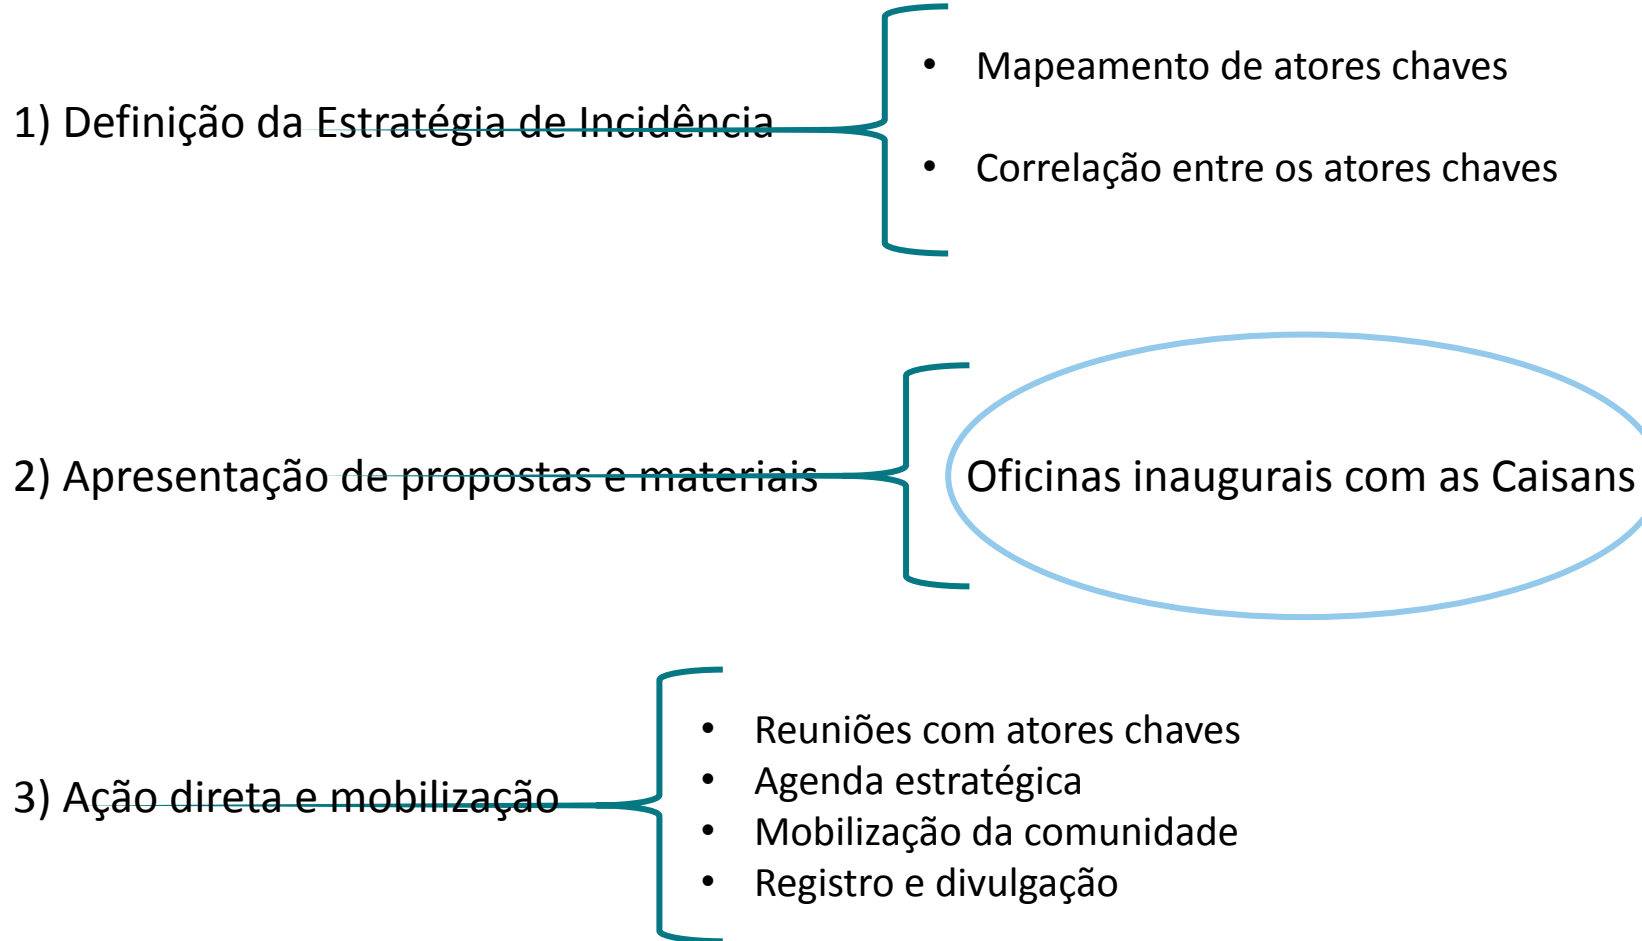 1) Definição da Estratégia de Incidência
• Mapeamento de atores chaves
• Correlação entre os atores chaves
2) Apresentação de propostas e materiais
Oficinas inaugurais com as Caisans
3) Ação direta e mobilização
• Reuniões com atores chaves
• Agenda estratégica
• Mobilização da comunidade
• Registro e divulgação